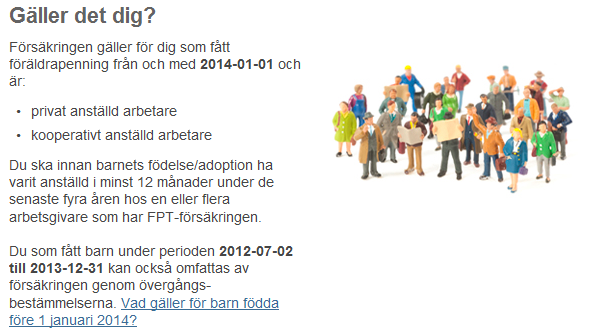 Gäller det dig?
Försäkringen gäller för dig som fått
föräldrapenning från och med 2014-01-01 och
är:
• privat anställd arbetare
• kooperativt anställd arbetare
Du ska innan barnets födelse/adoption ha
varit anställd i minst 12 månader under de
senaste fyra åren hos en eller flera
arbetsgivare som har FPT-försäkringen.
Du som fått barn under perioden 2012-07-02
till 2013-12-31 kan också omfattas av
försäkringen genom övergångs-
bestämmelserna. Vad gäller för barn födda
före 1 januari 2014?